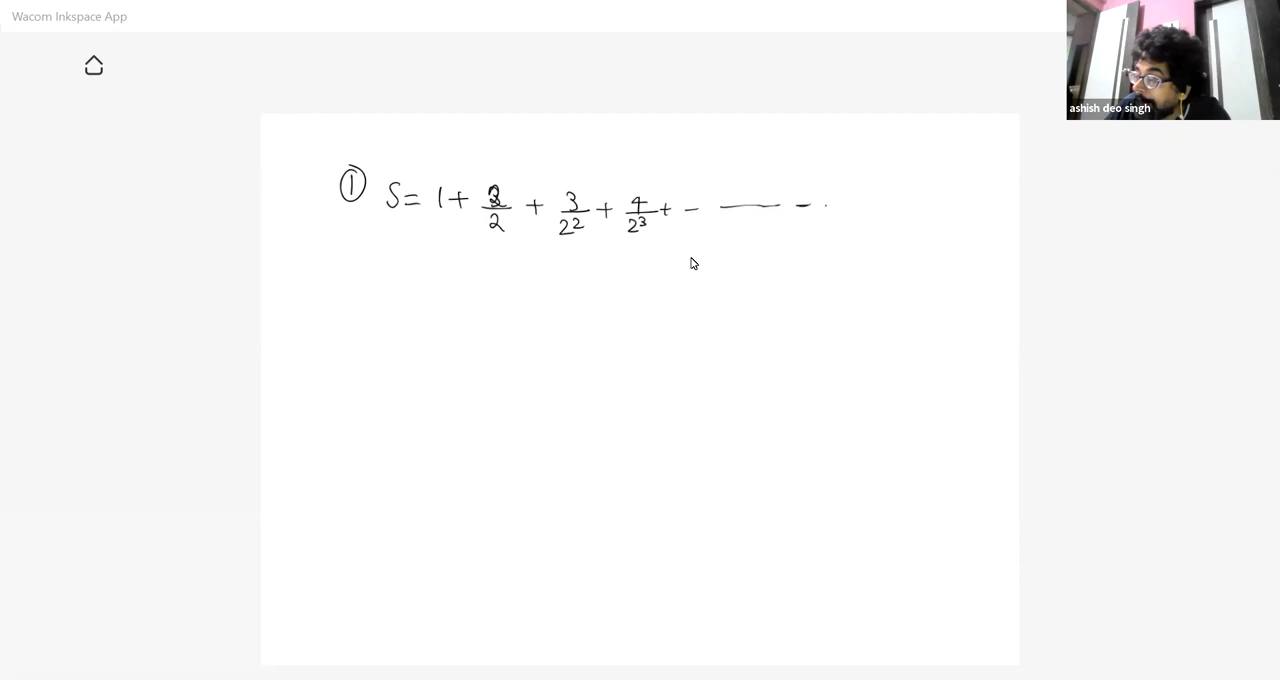 Wacom Inkspace App
ashish deo singh
① S = 1 + 2/2 + 3/2² + 4/2³ + - — - .